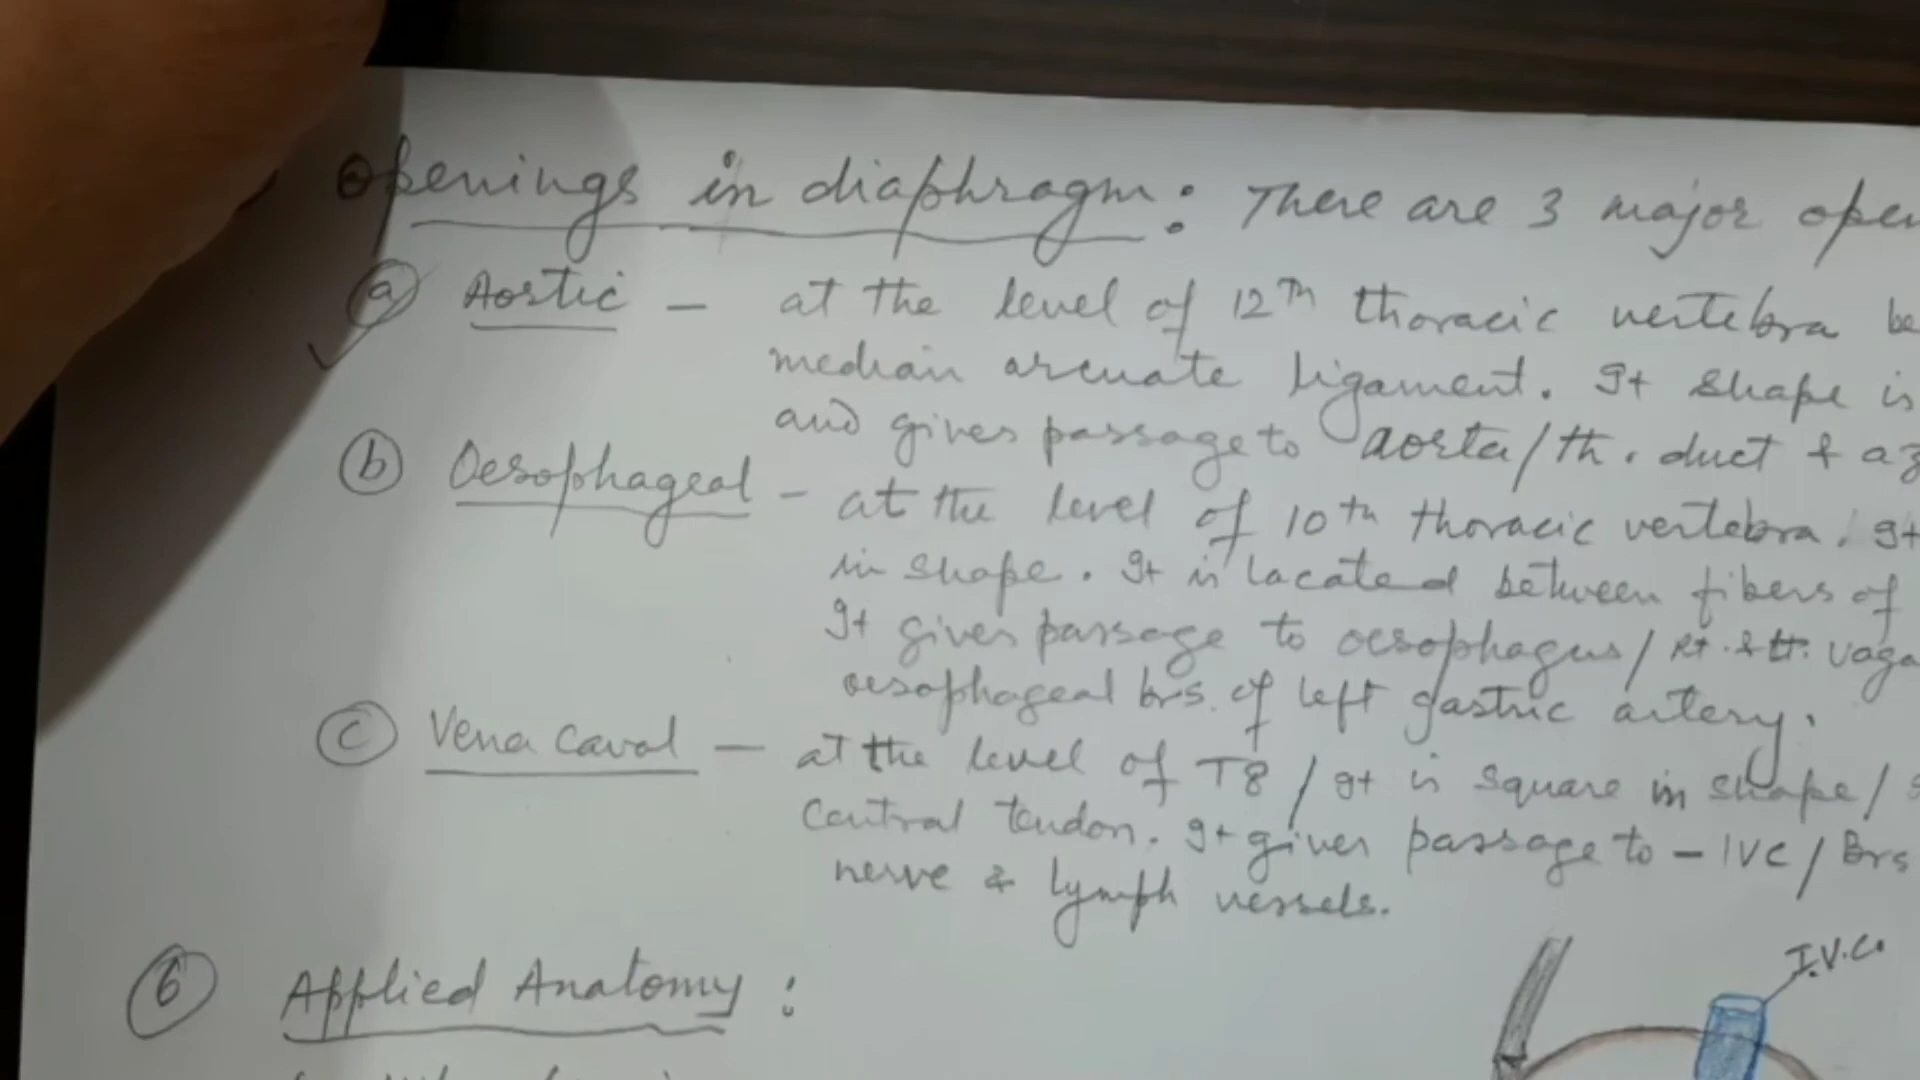 Openings in diaphragm: There are 3 major open
(a) Aortic - at the level of 12th thoracic vertebra be
median arcuate ligament. It shape is
and gives passage to aorta/th. duct & az
(b) Oesophageal - at the level of 10th thoracic vertebra. It
in shape. It is lacated between fibers of
It gives passage to oesophagus/Rt. & lt. vaga
oesophageal brs. of left gastric artery.
(c) Vena Caval - at the level of T8 / It is square in shape /
Central tendon. It gives passage to - IVC / Brs
nerve & lymph vessels.
I.V.C.
(6) Applied Anatomy :